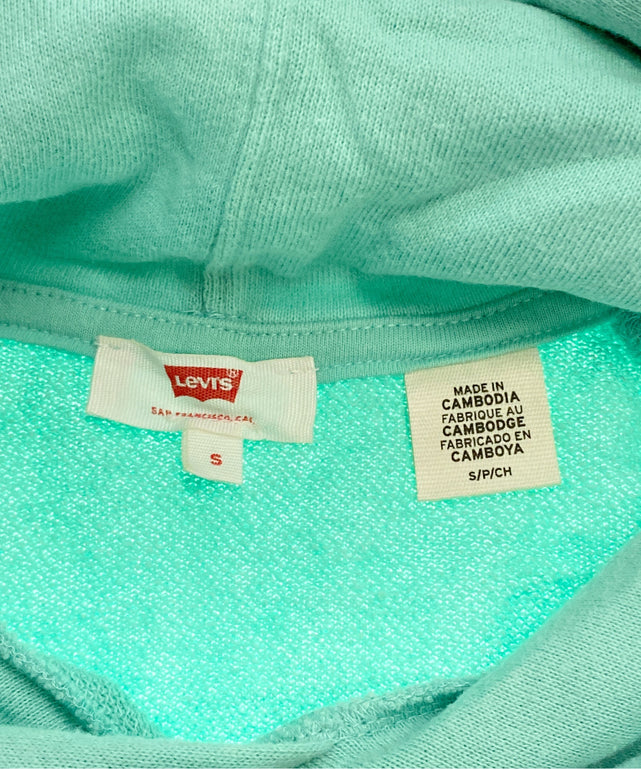 Levi's®
SAN FRANCISCO, CAL.
S
MADE IN
CAMBODIA
FABRIQUE AU
CAMBODGE
FABRICADO EN
CAMBOYA
S/P/CH